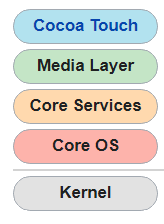 Cocoa Touch
Media Layer
Core Services
Core OS
Kernel